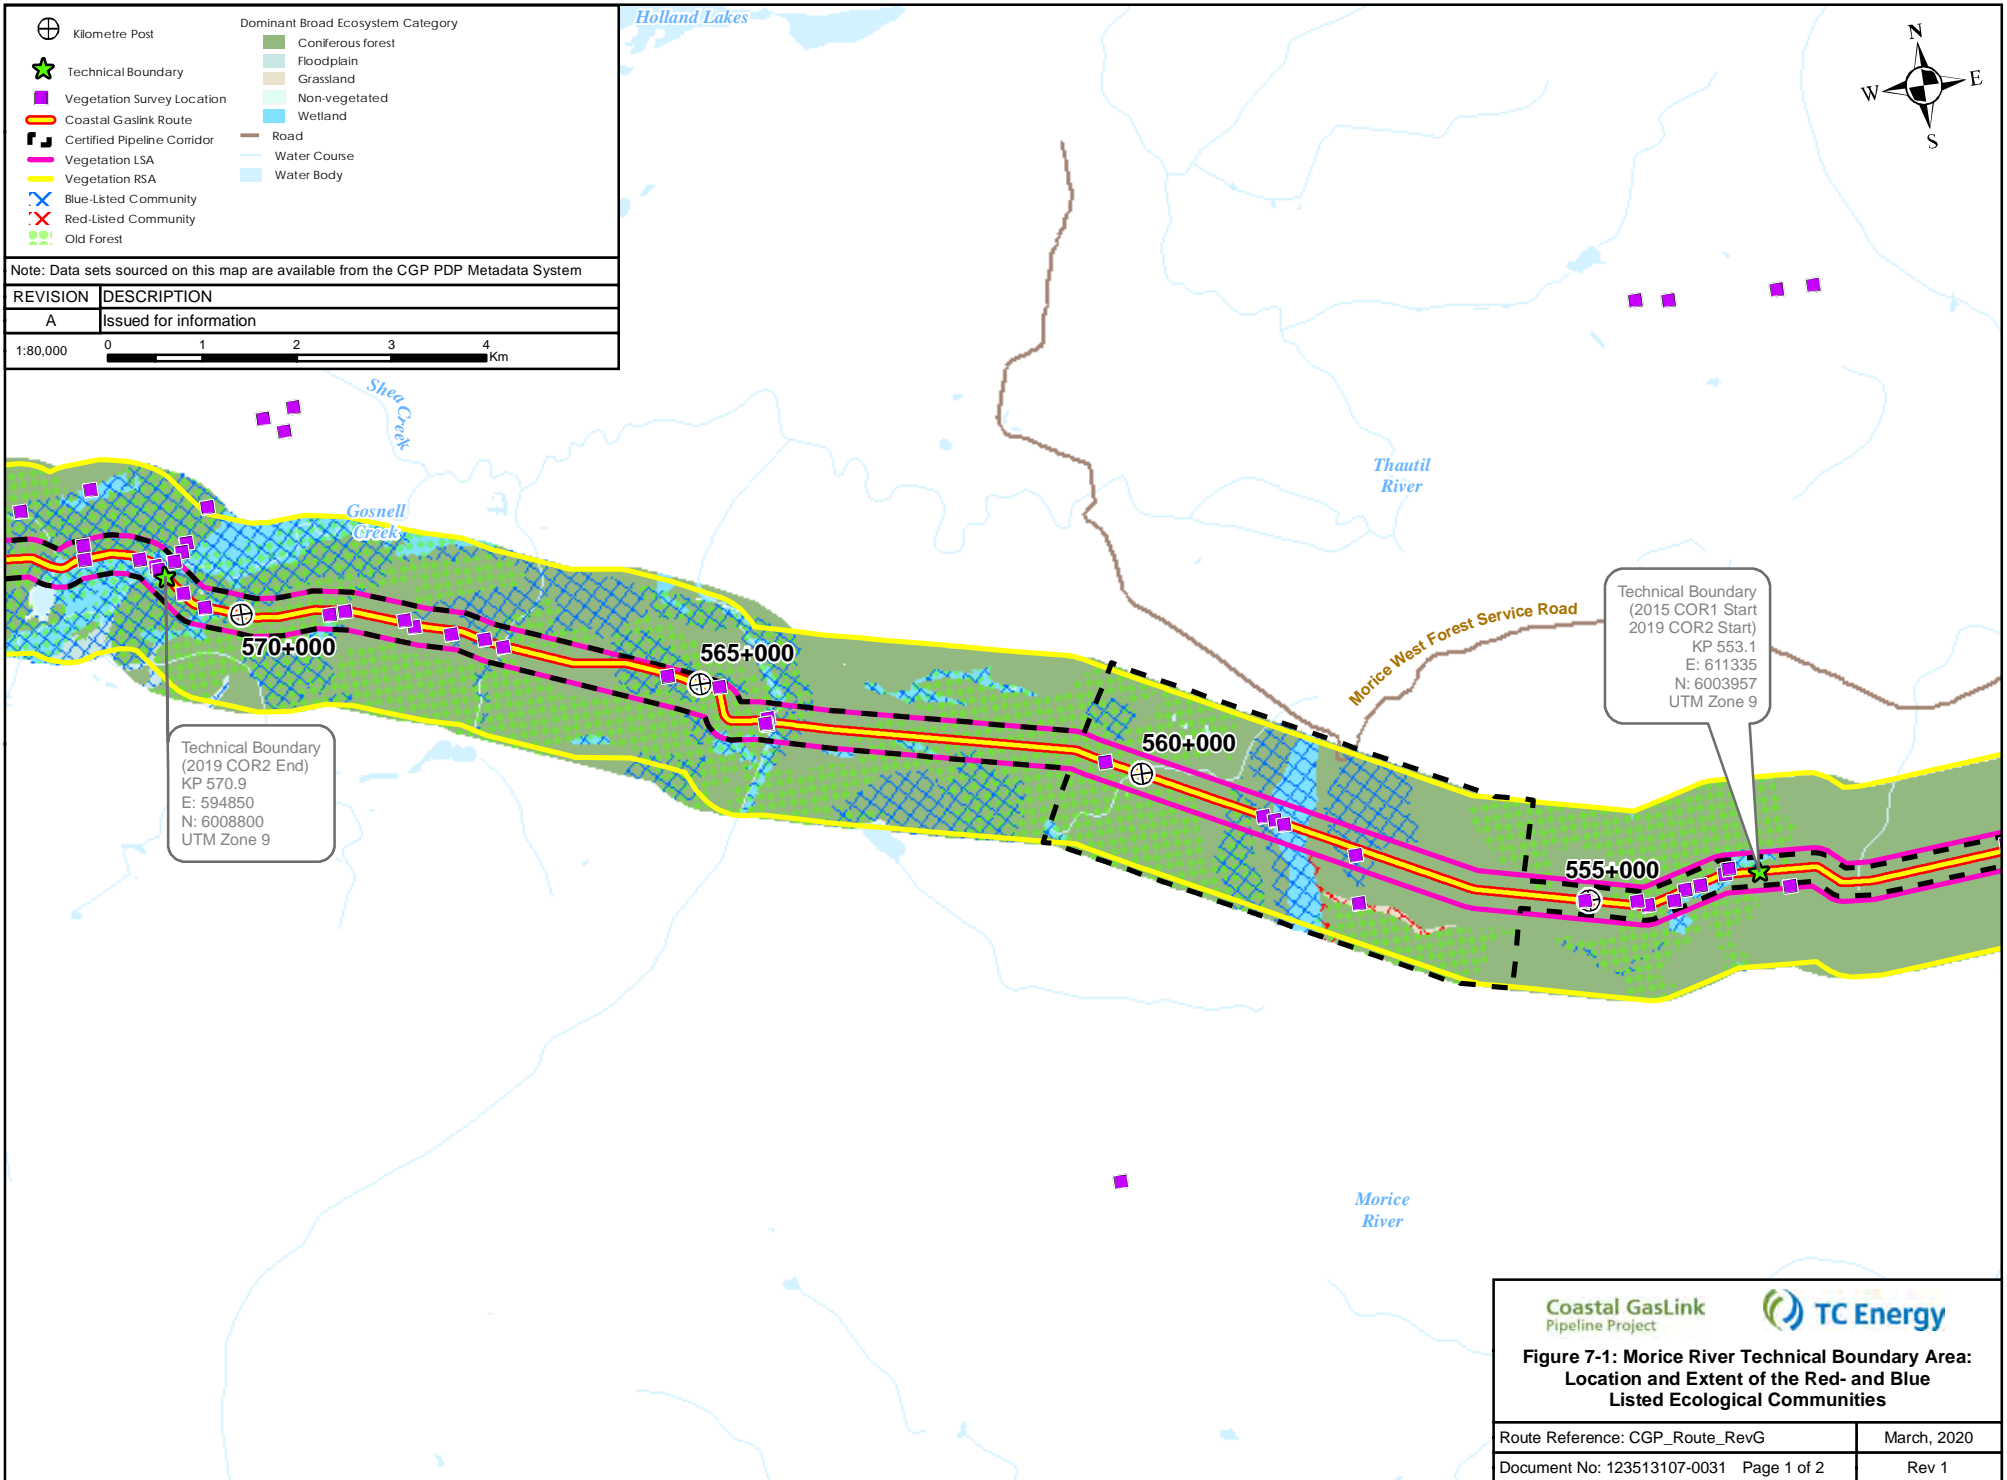 Kilometre Post
Technical Boundary
Vegetation Survey Location
Coastal Gaslink Route
Certified Pipeline Corridor
Vegetation LSA
Vegetation RSA
Blue-Listed Community
Red-Listed Community
Old Forest
Dominant Broad Ecosystem Category
Coniferous forest
Floodplain
Grassland
Non-vegetated
Wetland
Road
Water Course
Water Body
Note: Data sets sourced on this map are available from the CGP PDP Metadata System
REVISION DESCRIPTION
A Issued for information
1:80,000 0 1 2 3 4 Km
Holland Lakes
N
W E
S
Shea Creek
Gosnell
Creek
Thautil
River
Morice West Forest Service Road
570+000
565+000
560+000
555+000
Technical Boundary
(2015 COR1 Start
2019 COR2 Start)
KP 553.1
E: 611335
N: 6003957
UTM Zone 9
Technical Boundary
(2019 COR2 End)
KP 570.9
E: 594850
N: 6008800
UTM Zone 9
Morice
River
Coastal GasLink
Pipeline Project
TC Energy
Figure 7-1: Morice River Technical Boundary Area:
Location and Extent of the Red- and Blue
Listed Ecological Communities
Route Reference: CGP_Route_RevG March, 2020
Document No: 123513107-0031 Page 1 of 2 Rev 1